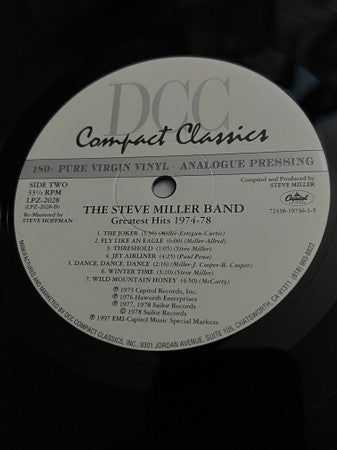 DCC
Compact Classics
180+ PURE VIRGIN VINYL - ANALOGUE PRESSING
SIDE TWO
33⅓ RPM
LPZ-2028
(LPZ-2028-B)
Re-Mastered by
STEVE HOFFMAN
Compiled and Produced by
STEVE MILLER
Capitol
72438-19756-1-5
THE STEVE MILLER BAND
Greatest Hits 1974-78
1. THE JOKER (3:36) (Miller-Ertegun-Curtis)
2. FLY LIKE AN EAGLE (6:00) (Miller-Allred)
3. THRESHOLD (1:05) (Steve Miller)
4. JET AIRLINER (4:25) (Paul Pena)
5. DANCE, DANCE, DANCE (2:16) (Miller-J. Cooper-B. Cooper)
6. WINTER TIME (3:10) (Steve Miller)
7. WILD MOUNTAIN HONEY (4:50) (McCarty)
℗ 1973 Capitol Records, Inc.
℗ 1976 Haworth Enterprises
℗ 1977, 1978 Sailor Records
© 1978 Sailor Records
℗ 1997 EMI-Capitol Music Special Markets
MANUFACTURED AND MARKETED BY DCC COMPACT CLASSICS, INC., 9301 JORDAN AVENUE, SUITE 105, CHATSWORTH, CA 91311 (818) 993-8822